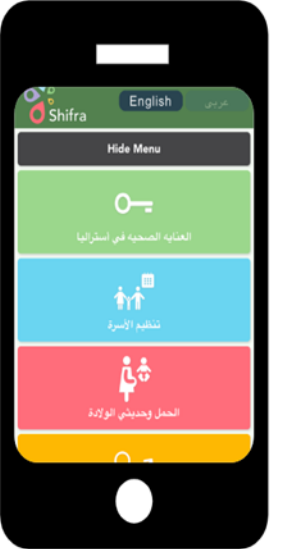 Shifra
English
عربي
Hide Menu
العنايه الصحيه في استراليا
تنظيم الأسرة
الحمل وحديثي الولادة